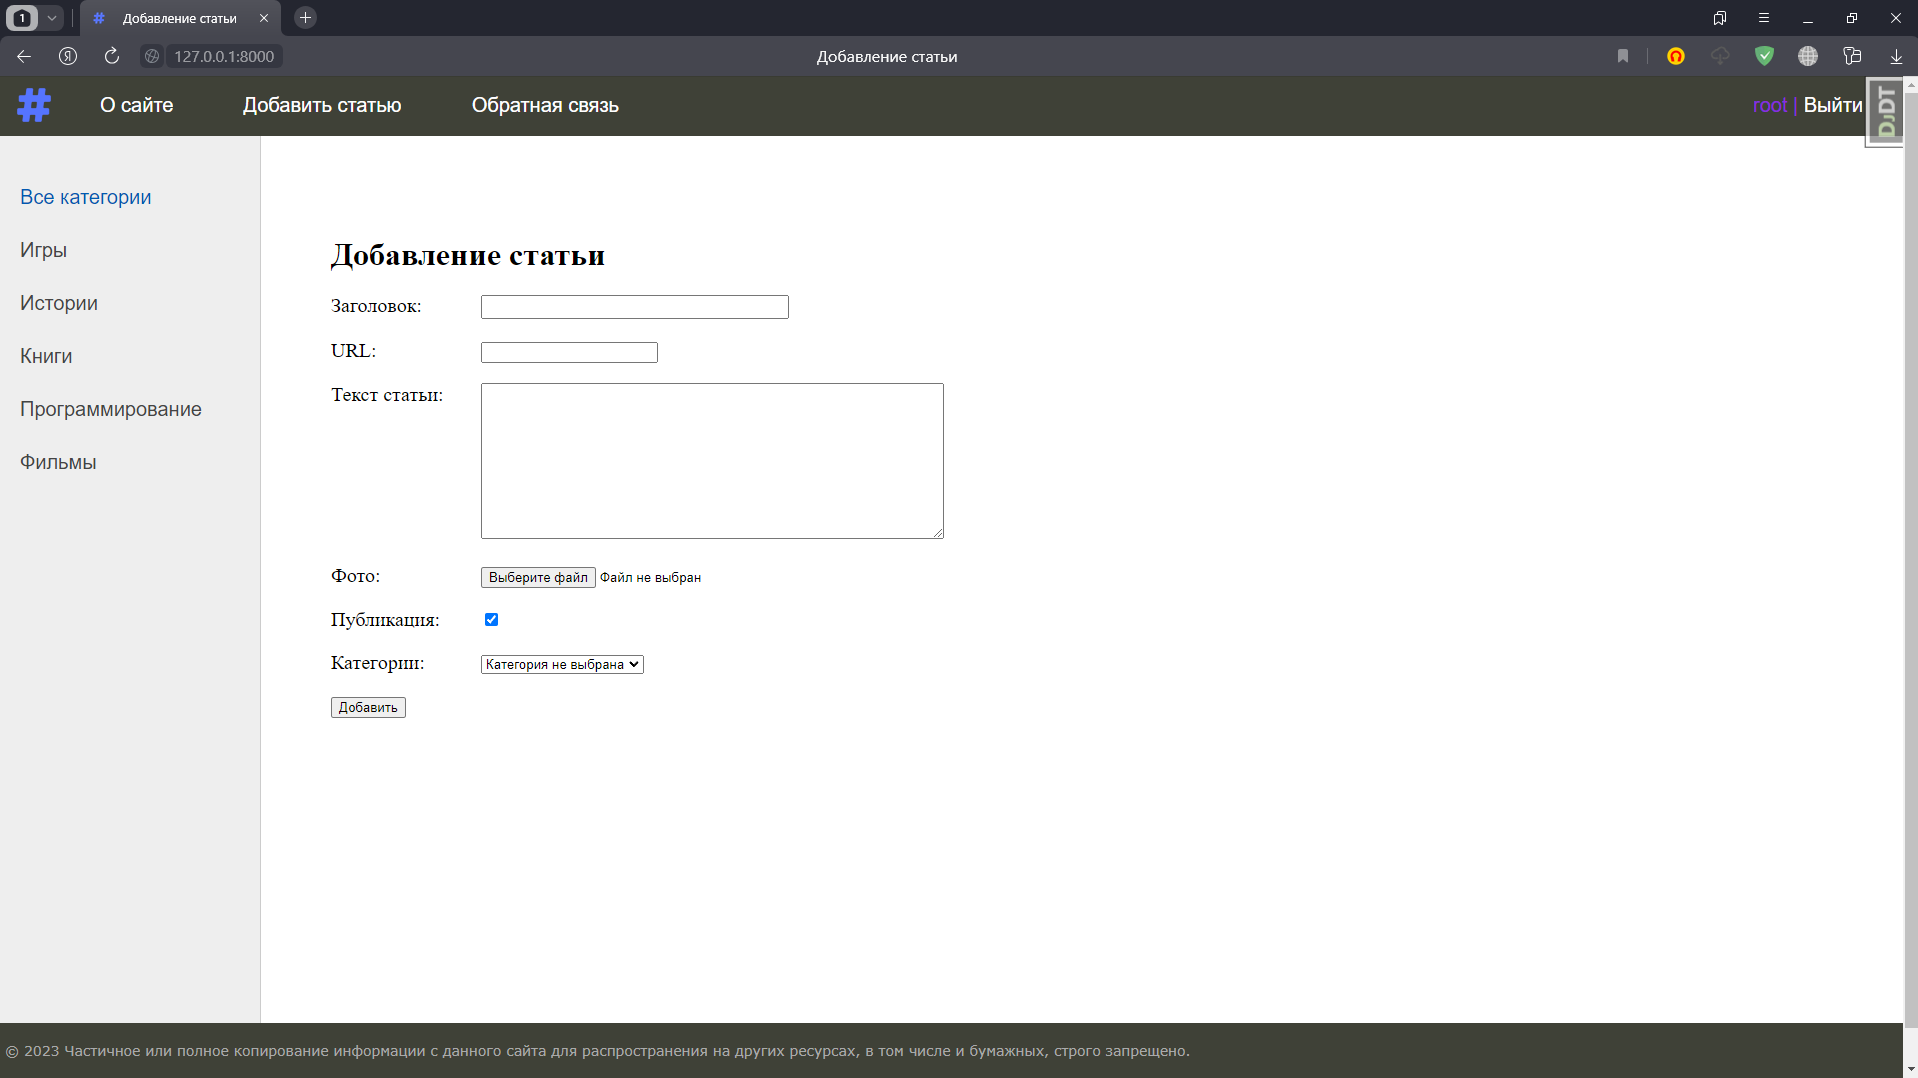 1
Добавление статьи
127.0.0.1:8000
Добавление статьи
# О сайте Добавить статью Обратная связь root | Выйти
DJDT
Все категории
Игры
Истории
Книги
Программирование
Фильмы
Добавление статьи
Заголовок:
URL:
Текст статьи:
Фото: Выберите файл Файл не выбран
Публикация:
Категории: Категория не выбрана
Добавить
© 2023 Частичное или полное копирование информации с данного сайта для распространения на других ресурсах, в том числе и бумажных, строго запрещено.